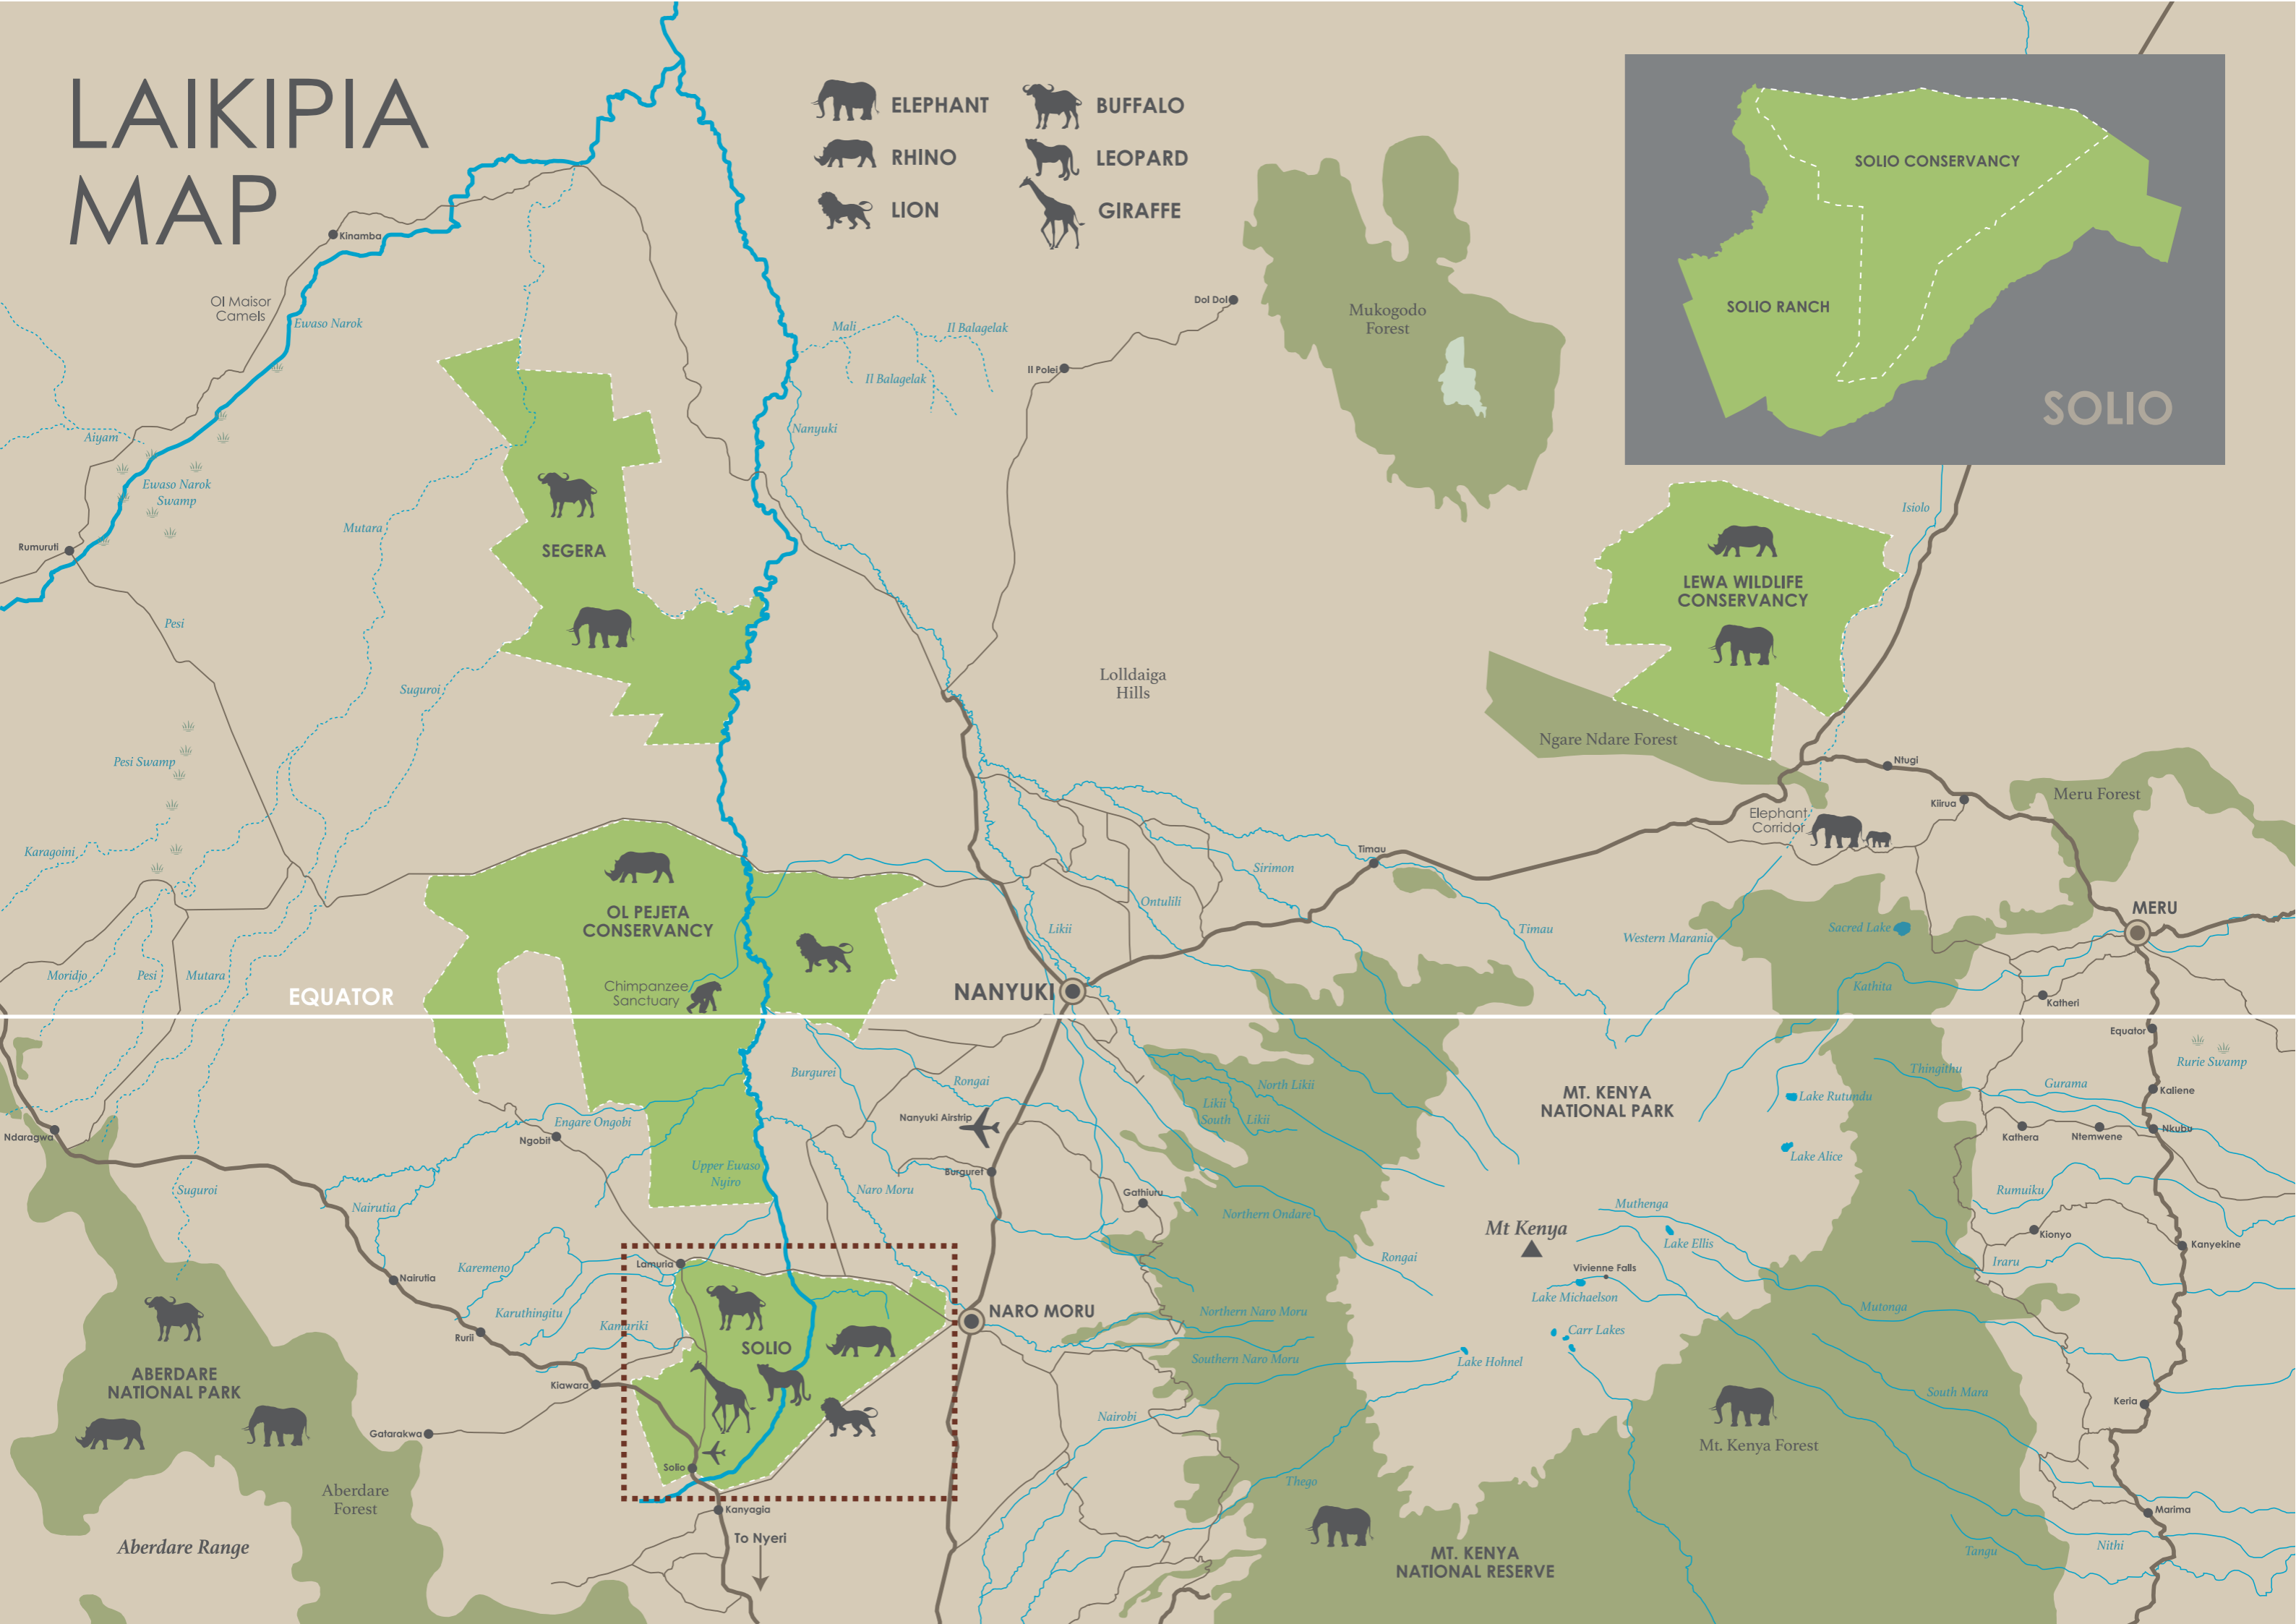 LAIKIPIA
MAP
ELEPHANT
BUFFALO
RHINO
LEOPARD
LION
GIRAFFE
SOLIO CONSERVANCY
SOLIO RANCH
SOLIO
Kinamba
Ol Maisor
Camels
Ewaso Narok
Aiyam
Ewaso Narok
Swamp
Rumuruti
Mutara
Pesi
Suguroi
Pesi Swamp
Karagoini
Moridjo
Pesi
Mutara
EQUATOR
SEGERA
Mali
Il Balagelak
Il Balagelak
Nanyuki
Il Polei
Dol Dol
Mukogodo
Forest
Lolldaiga
Hills
Isiolo
LEWA WILDLIFE
CONSERVANCY
Ngare Ndare Forest
Ntugi
Kiirua
Meru Forest
Elephant
Corridor
Timau
Sirimon
Ontulili
Likii
Timau
Western Marania
Sacred Lake
MERU
Kathita
Katheri
OL PEJETA
CONSERVANCY
Chimpanzee
Sanctuary
NANYUKI
Equator
Rurie Swamp
Burgurei
Rongai
Nanyuki Airstrip
North Likii
Likii
South Likii
MT. KENYA
NATIONAL PARK
Lake Rutundu
Lake Alice
Thingithu
Gurama
Kaliene
Kathera
Ntemwene
Nkubu
Ndaragwa
Ngobit
Engare Ongobi
Upper Ewaso
Nyiro
Burguret
Naro Moru
Gathiuru
Suguroi
Nairutia
Northern Ondare
Muthenga
Rumuiku
Mt Kenya
Lake Ellis
Kionyo
Kanyekine
Rongai
Iraru
Lamuria
Karemeno
Nairutia
Vivienne Falls
Lake Michaelson
Karuthingitu
Kamariki
Rurii
NARO MORU
Northern Naro Moru
Mutonga
Carr Lakes
SOLIO
Southern Naro Moru
Lake Hohnel
ABERDARE
NATIONAL PARK
Kiawara
South Mara
Keria
Gatarakwa
Nairobi
Mt. Kenya Forest
Solio
Thego
Aberdare
Forest
Kanyagia
Marima
To Nyeri
Aberdare Range
MT. KENYA
NATIONAL RESERVE
Tangu
Nithi